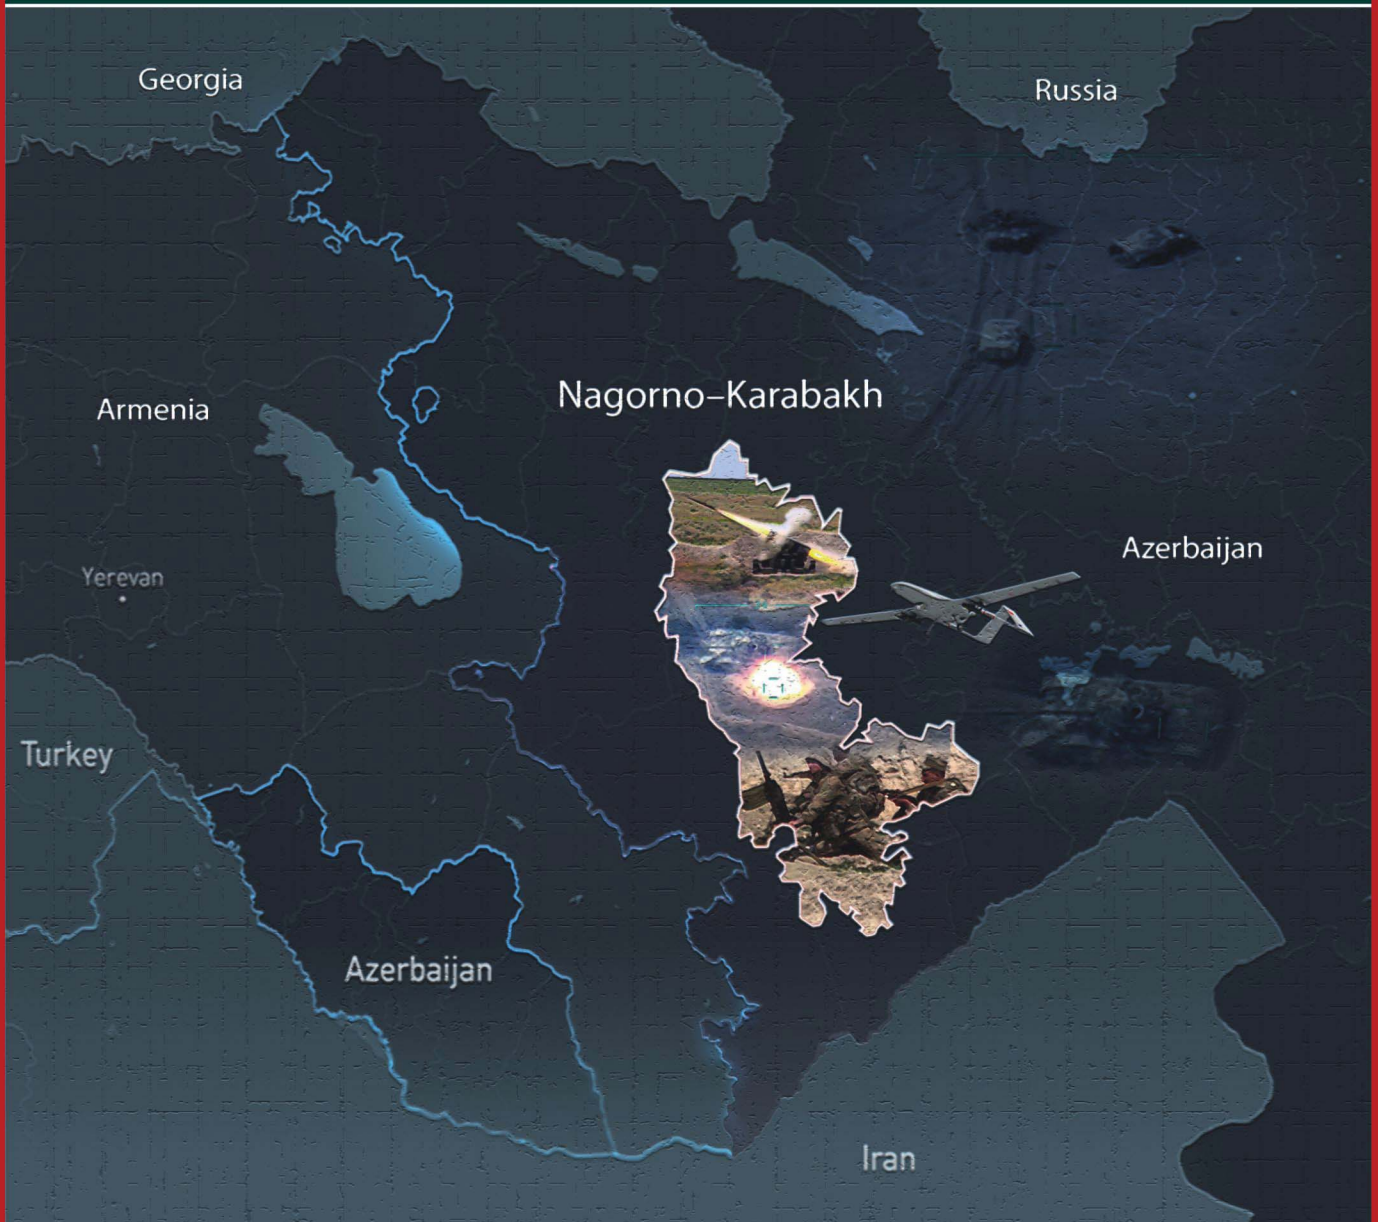 Georgia
Russia
Nagorno–Karabakh
Armenia
Azerbaijan
Yerevan
Turkey
Azerbaijan
Iran